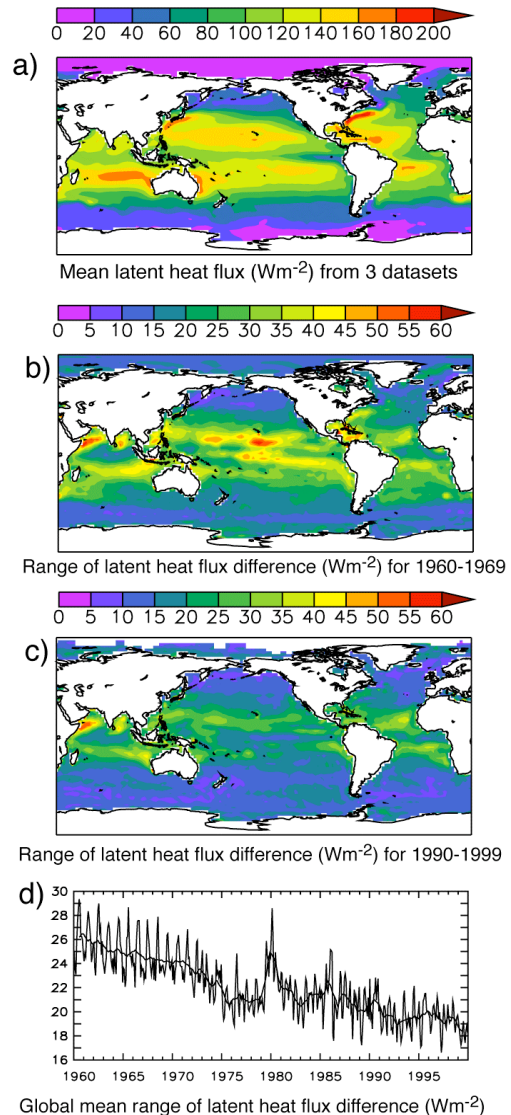 0 20 40 60 80 100 120 140 160 180 200
a)
Mean latent heat flux (Wm-2) from 3 datasets
0 5 10 15 20 25 30 35 40 45 50 55 60
b)
Range of latent heat flux difference (Wm-2) for 1960-1969
0 5 10 15 20 25 30 35 40 45 50 55 60
c)
Range of latent heat flux difference (Wm-2) for 1990-1999
d)
30
28
26
24
22
20
18
16
1960 1965 1970 1975 1980 1985 1990 1995
Global mean range of latent heat flux difference (Wm-2)